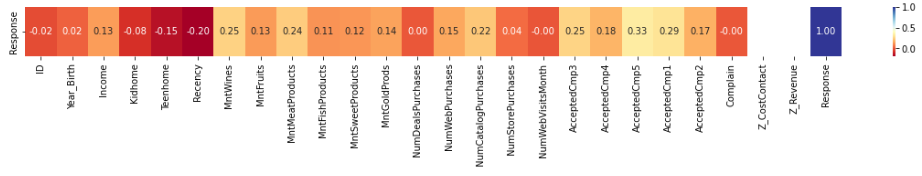 Response
-0.02 0.02 0.13 -0.08 -0.15 -0.20 0.25 0.13 0.24 0.11 0.12 0.14 0.00 0.15 0.22 0.04 -0.00 0.25 0.18 0.33 0.29 0.17 -0.00 1.00
ID
Year_Birth
Income
Kidhome
Teenhome
Recency
MntWines
MntFruits
MntMeatProducts
MntFishProducts
MntSweetProducts
MntGoldProds
NumDealsPurchases
NumWebPurchases
NumCatalogPurchases
NumStorePurchases
NumWebVisitsMonth
AcceptedCmp3
AcceptedCmp4
AcceptedCmp5
AcceptedCmp1
AcceptedCmp2
Complain
Z_CostContact
Z_Revenue
Response
1.0
0.5
0.0